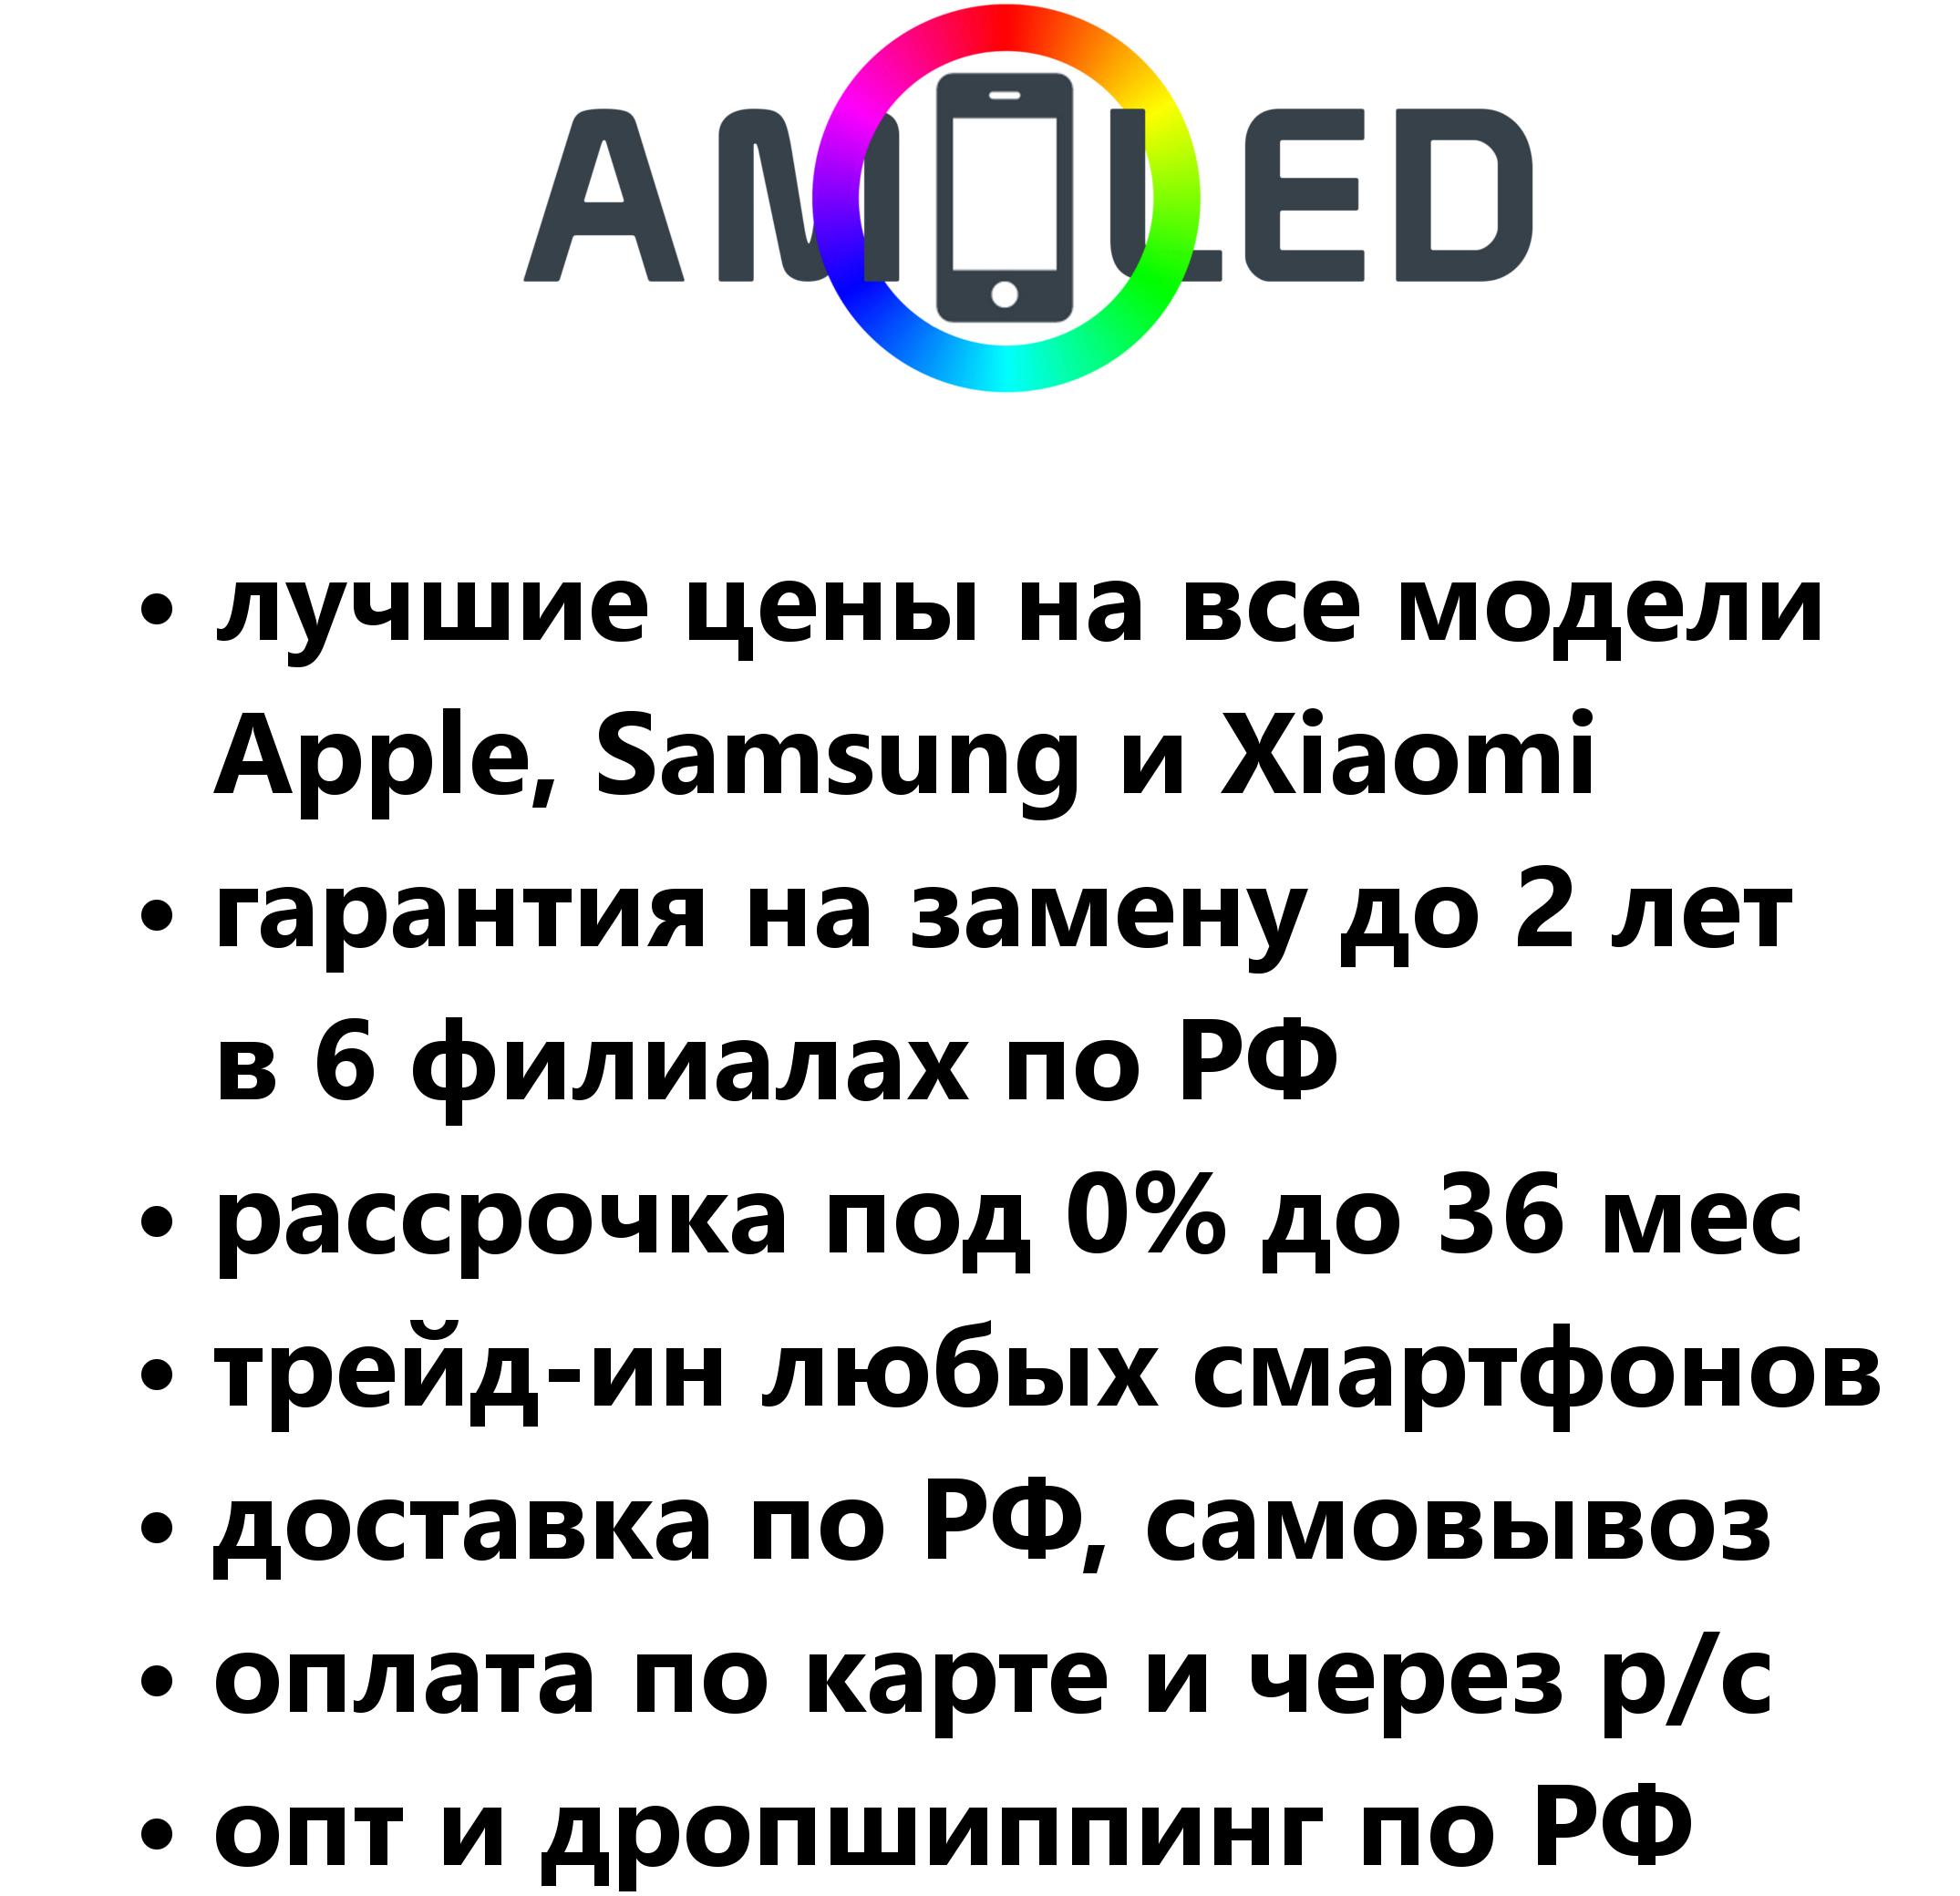 AMOLED
• лучшие цены на все модели
Apple, Samsung и Xiaomi
• гарантия на замену до 2 лет
в 6 филиалах по РФ
• рассрочка под 0% до 36 мес
• трейд-ин любых смартфонов
• доставка по РФ, самовывоз
• оплата по карте и через р/с
• опт и дропшиппинг по РФ